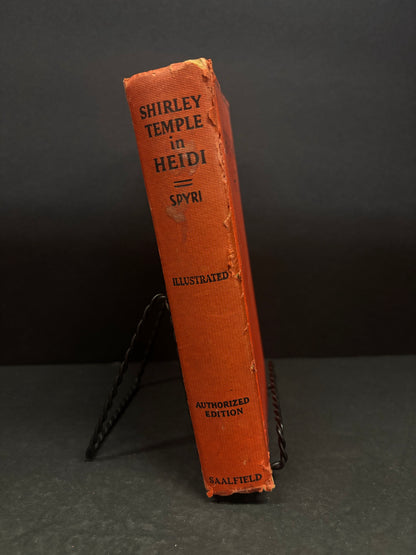 SHIRLEY
TEMPLE
in
HEIDI
SPYRI
ILLUSTRATED
AUTHORIZED
EDITION
SAALFIELD